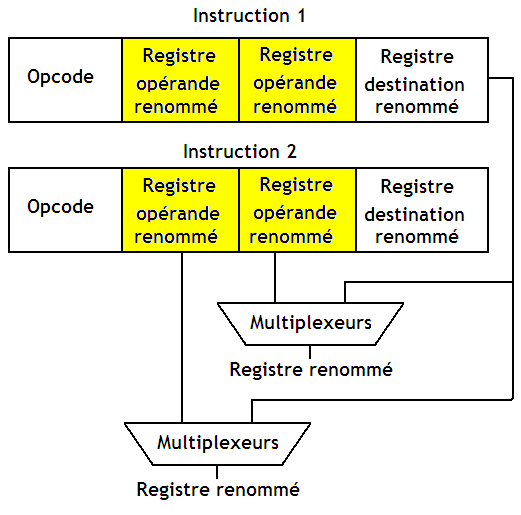 Instruction 1
Opcode
Registre
opérande
renommé
Registre
opérande
renommé
Registre
destination
renommé
Instruction 2
Opcode
Registre
opérande
renommé
Registre
opérande
renommé
Registre
destination
renommé
Multiplexeurs
Registre renommé
Multiplexeurs
Registre renommé